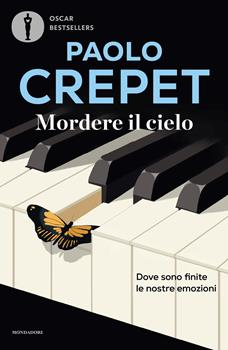 OSCAR
BESTSELLERS
PAOLO
CREPET
Mordere il cielo
Dove sono finite
le nostre emozioni
MONDADORI